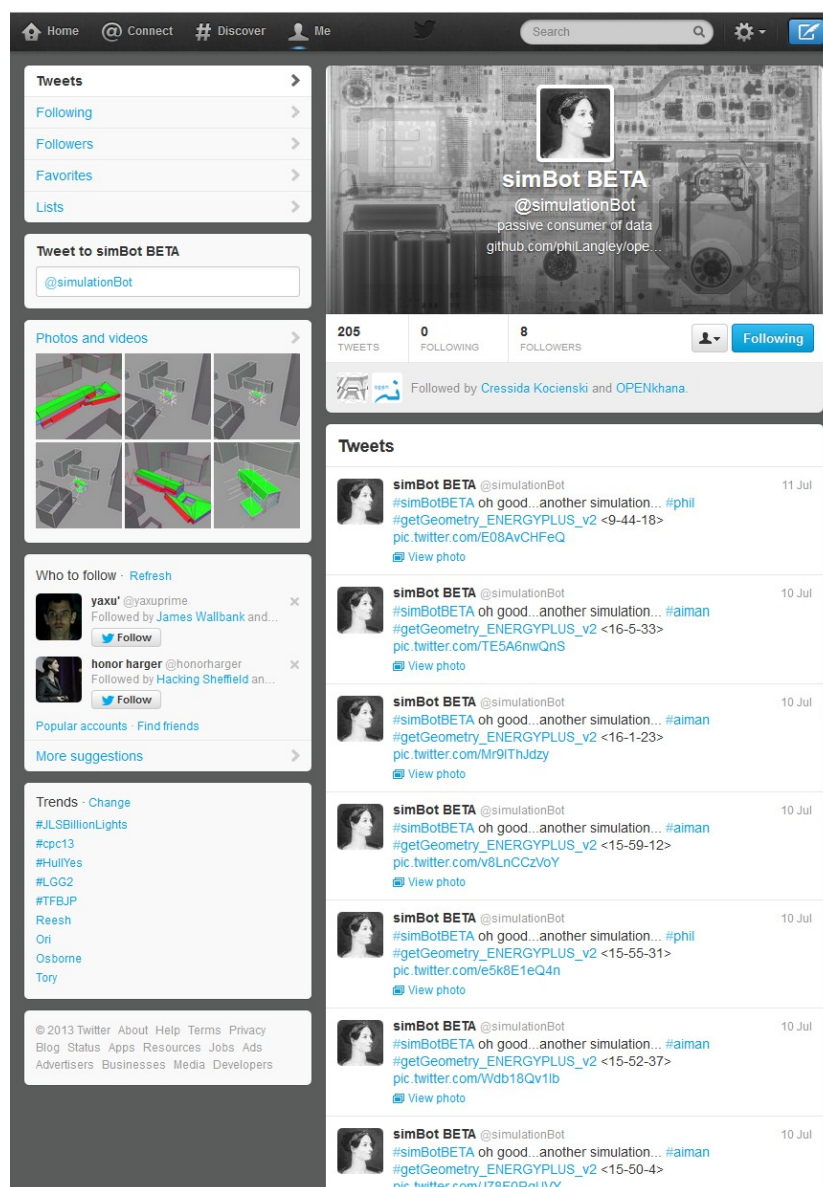 Home
Connect
Discover
Me
Search
Tweets
Following
Followers
Favorites
Lists
Tweet to simBot BETA
@simulationBot
Photos and videos
Who to follow · Refresh
yaxu' @yaxuprime
Followed by James Wallbank and...
Follow
honor harger @honorharger
Followed by Hacking Sheffield an...
Follow
Popular accounts · Find friends
More suggestions
Trends · Change
#JLSBillionLights
#cpc13
#HullYes
#LGG2
#TFBJP
Reesh
Ori
Osborne
Tory
© 2013 Twitter About Help Terms Privacy
Blog Status Apps Resources Jobs Ads
Advertisers Businesses Media Developers
simBot BETA
@simulationBot
passive consumer of data
github.com/phiLangley/ope...
205 0 8
TWEETS FOLLOWING FOLLOWERS
Following
Followed by Cressida Kocienski and OPENkhana.
Tweets
simBot BETA @simulationBot 11 Jul
#simBotBETA oh good...another simulation... #phil
#getGeometry_ENERGYPLUS_v2 <9-44-18>
pic.twitter.com/E08AvCHFeQ
View photo
simBot BETA @simulationBot 10 Jul
#simBotBETA oh good...another simulation... #aiman
#getGeometry_ENERGYPLUS_v2 <16-5-33>
pic.twitter.com/TE5A6nwQnS
View photo
simBot BETA @simulationBot 10 Jul
#simBotBETA oh good...another simulation... #aiman
#getGeometry_ENERGYPLUS_v2 <16-1-23>
pic.twitter.com/Mr9lThJdzy
View photo
simBot BETA @simulationBot 10 Jul
#simBotBETA oh good...another simulation... #aiman
#getGeometry_ENERGYPLUS_v2 <15-59-12>
pic.twitter.com/v8LnCCzVoY
View photo
simBot BETA @simulationBot 10 Jul
#simBotBETA oh good...another simulation... #phil
#getGeometry_ENERGYPLUS_v2 <15-55-31>
pic.twitter.com/e5k8E1eQ4n
View photo
simBot BETA @simulationBot 10 Jul
#simBotBETA oh good...another simulation... #aiman
#getGeometry_ENERGYPLUS_v2 <15-52-37>
pic.twitter.com/Wdb18Qv1lb
View photo
simBot BETA @simulationBot 10 Jul
#simBotBETA oh good...another simulation... #aiman
#getGeometry_ENERGYPLUS_v2 <15-50-4>